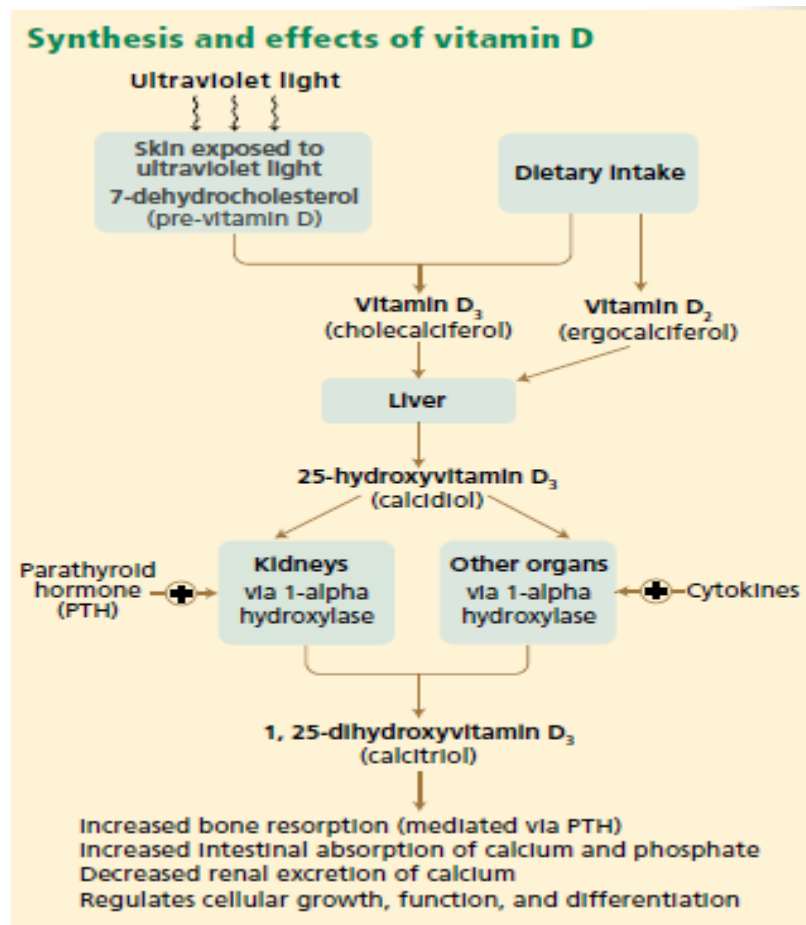 Synthesis and effects of vitamin D
Ultraviolet light
Skin exposed to
ultraviolet light
7-dehydrocholesterol
(pre-vitamin D)
Dietary intake
Vitamin D₃
(cholecalciferol)
Vitamin D₂
(ergocalciferol)
Liver
25-hydroxyvitamin D₃
(calcidiol)
Parathyroid
hormone
(PTH)
Kidneys
via 1-alpha
hydroxylase
Other organs
via 1-alpha
hydroxylase
Cytokines
1, 25-dihydroxyvitamin D₃
(calcitriol)
Increased bone resorption (mediated via PTH)
Increased intestinal absorption of calcium and phosphate
Decreased renal excretion of calcium
Regulates cellular growth, function, and differentiation